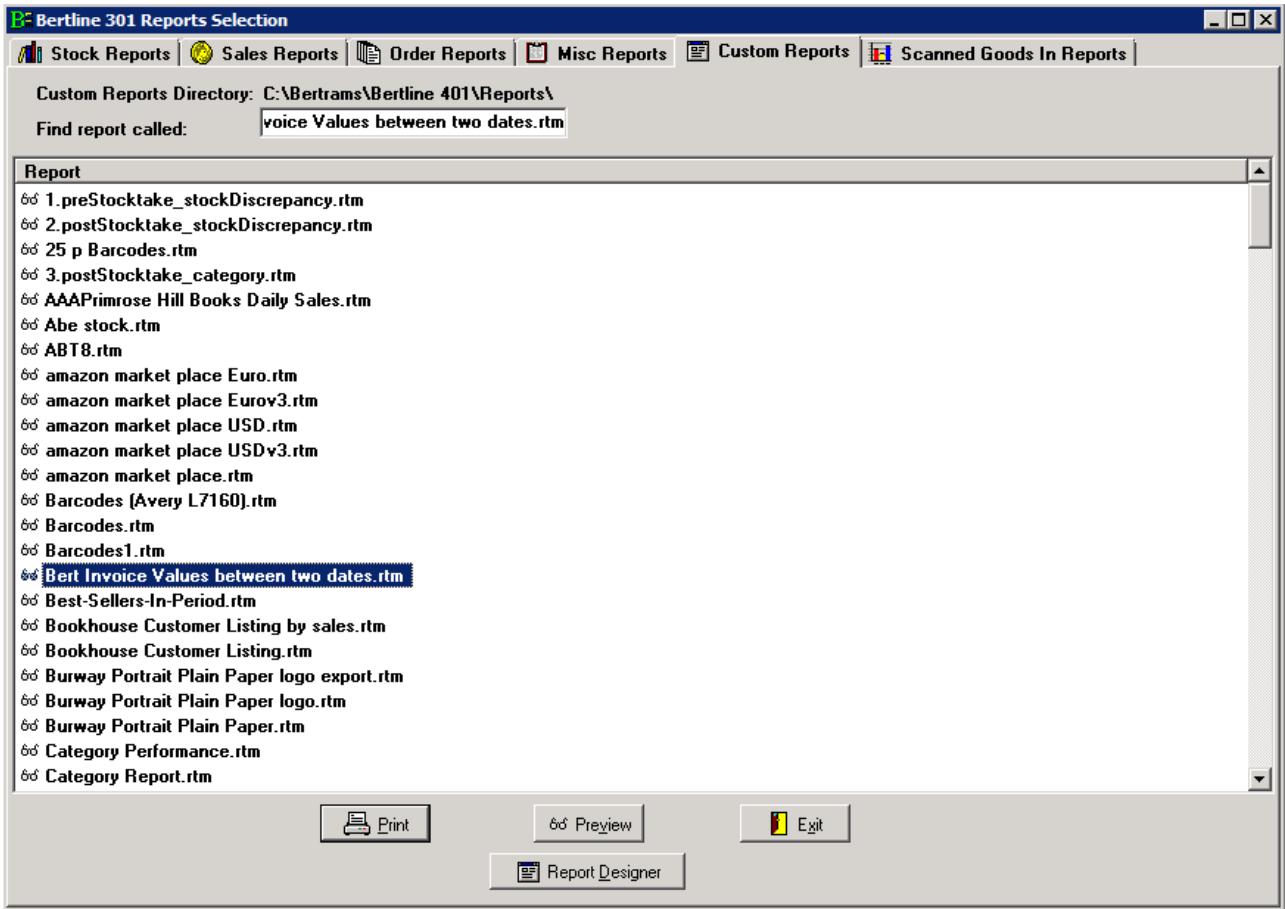 Bertline 301 Reports Selection
Stock Reports Sales Reports Order Reports Misc Reports Custom Reports Scanned Goods In Reports
Custom Reports Directory: C:\Bertrams\Bertline 401\Reports\
Find report called: voice Values between two dates.rtm
Report
1.preStocktake_stockDiscrepancy.rtm
2.postStocktake_stockDiscrepancy.rtm
25 p Barcodes.rtm
3.postStocktake_category.rtm
AAAPrimrose Hill Books Daily Sales.rtm
Abe stock.rtm
ABT8.rtm
amazon market place Euro.rtm
amazon market place Eurov3.rtm
amazon market place USD.rtm
amazon market place USDv3.rtm
amazon market place.rtm
Barcodes (Avery L7160).rtm
Barcodes.rtm
Barcodes1.rtm
Bert Invoice Values between two dates.rtm
Best-Sellers-In-Period.rtm
Bookhouse Customer Listing by sales.rtm
Bookhouse Customer Listing.rtm
Burway Portrait Plain Paper logo export.rtm
Burway Portrait Plain Paper logo.rtm
Burway Portrait Plain Paper.rtm
Category Performance.rtm
Category Report.rtm
Print Preview Exit
Report Designer